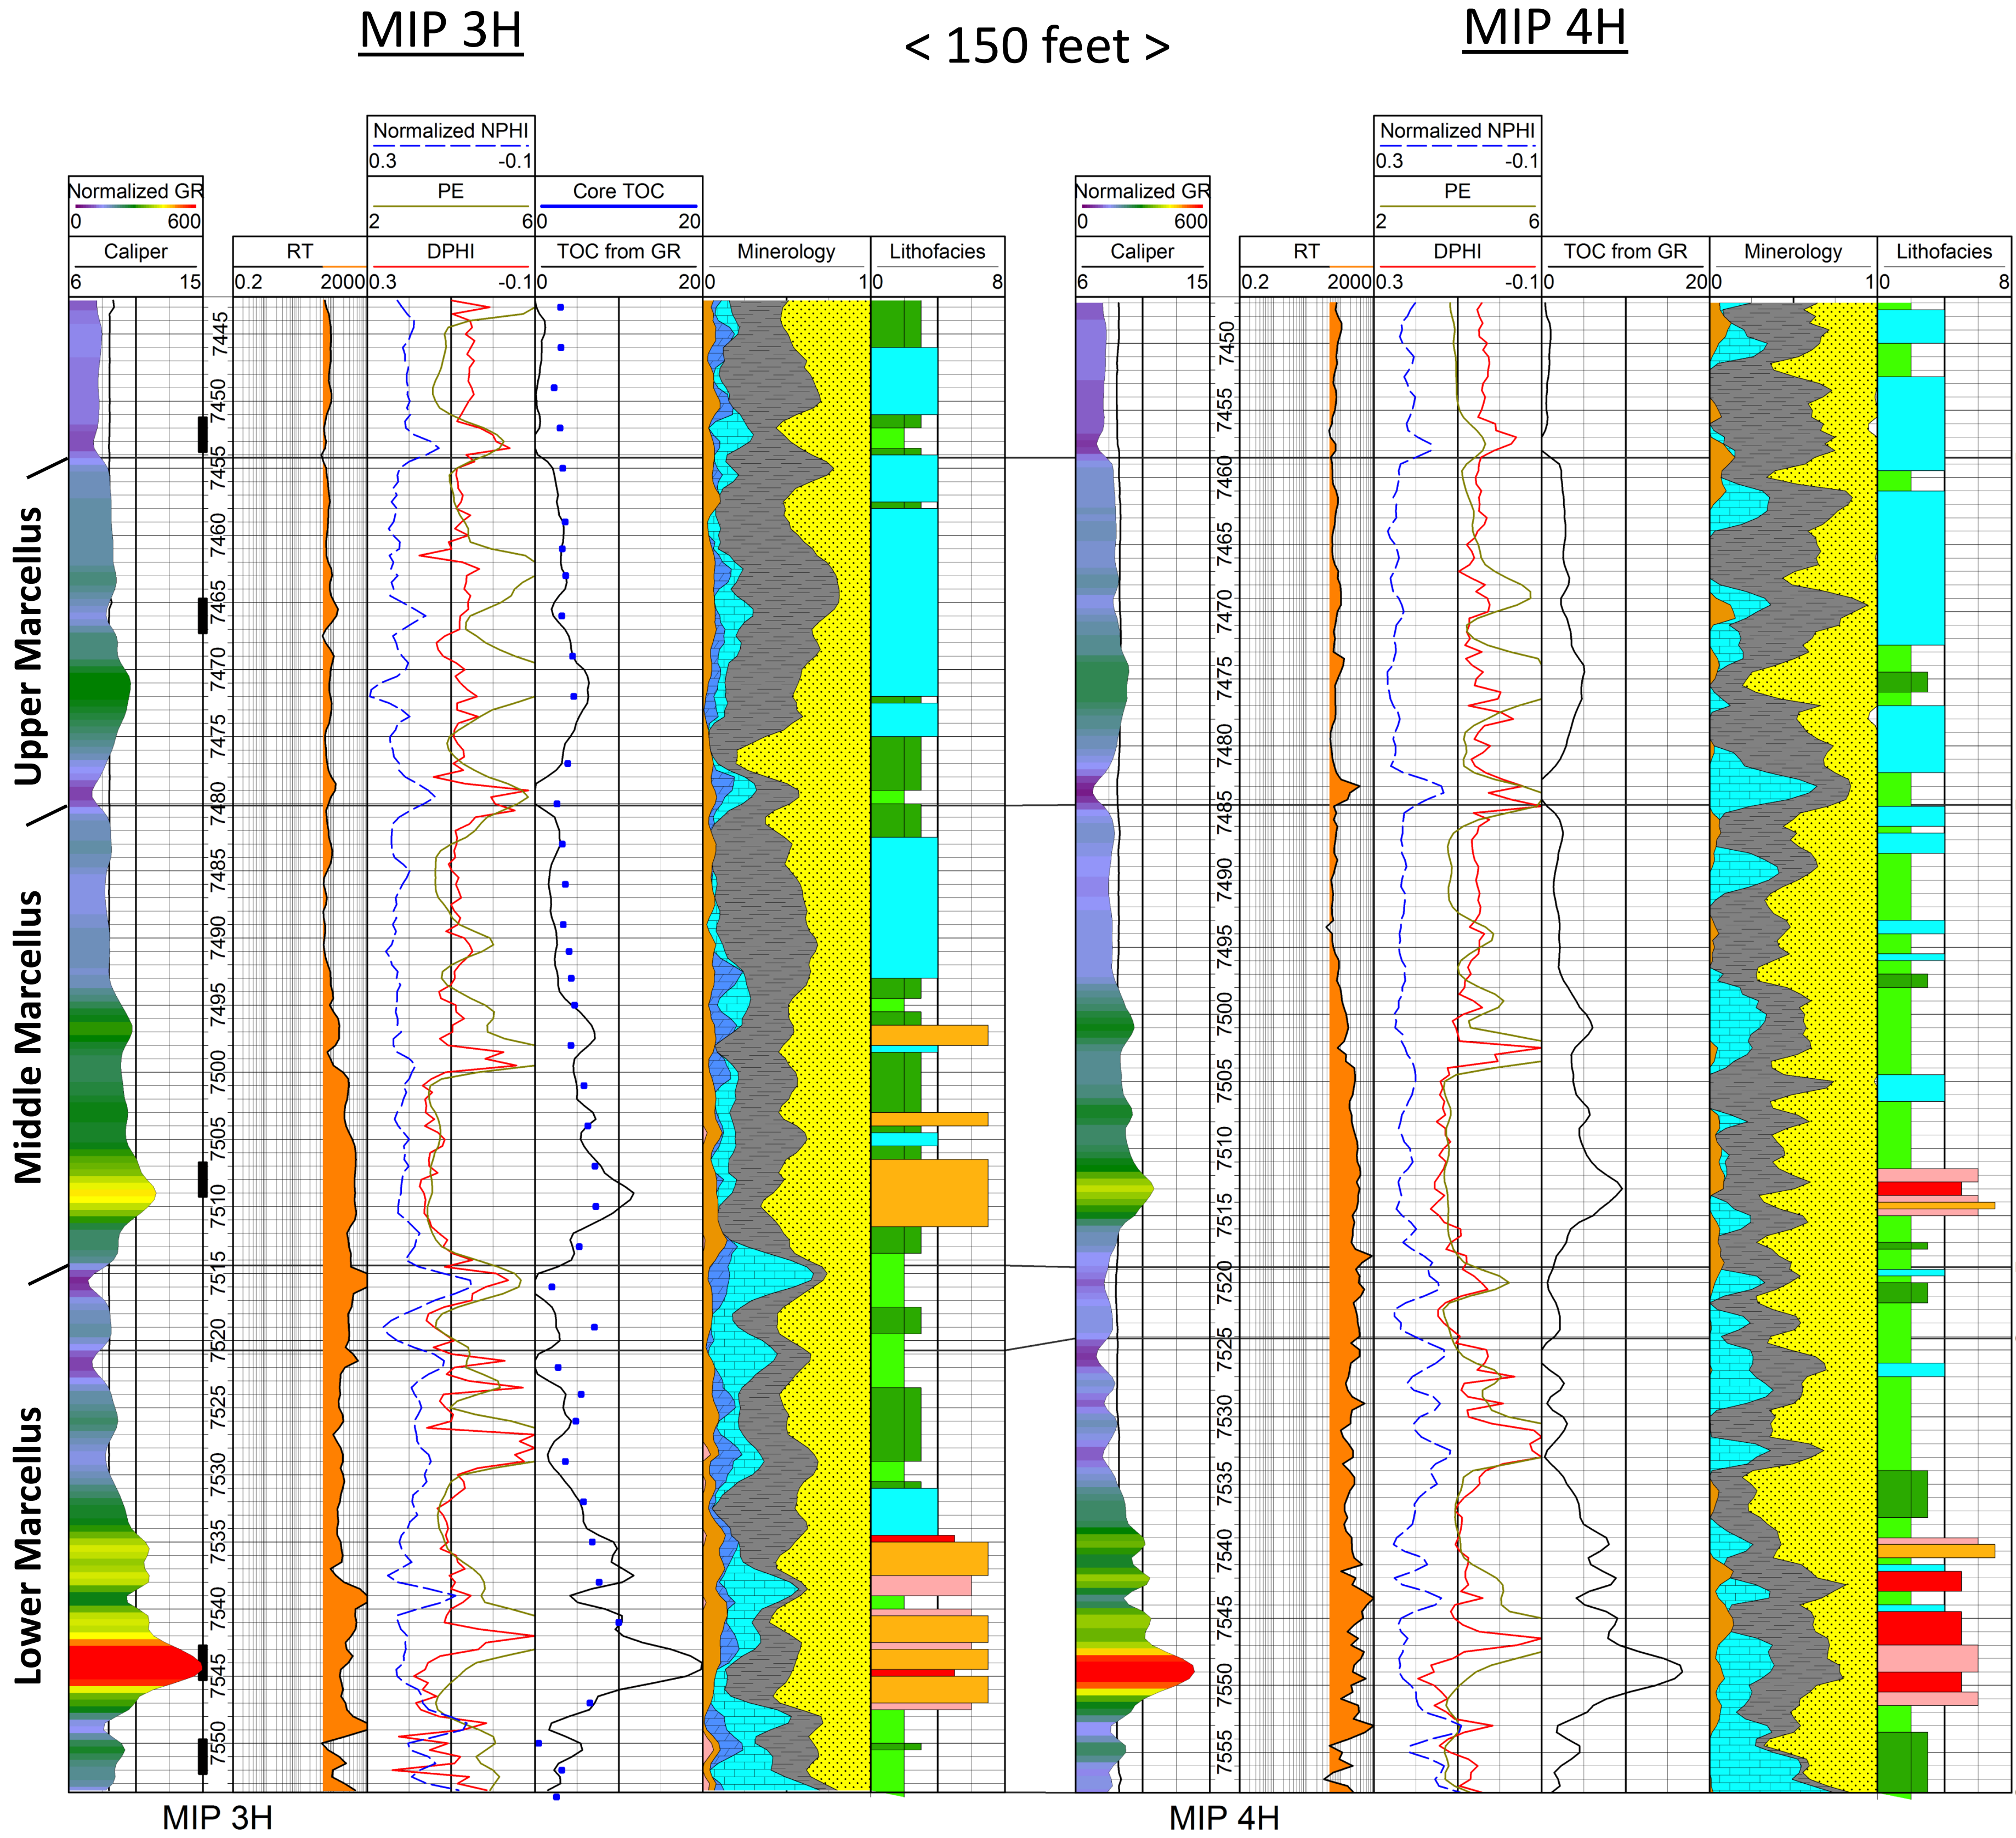 MIP 3H
< 150 feet >
MIP 4H
Normalized NPHI
0.3 -0.1
Normalized GR
0 600
PE
2 6
Core TOC
0 20
Caliper
6 15
RT
0.2 2000
DPHI
0.3 -0.1
TOC from GR
0 20
Minerology
0 1
Lithofacies
0 8
Normalized NPHI
0.3 -0.1
Normalized GR
0 600
PE
2 6
Caliper
6 15
RT
0.2 2000
DPHI
0.3 -0.1
TOC from GR
0 20
Minerology
0 1
Lithofacies
0 8
Upper Marcellus
Middle Marcellus
Lower Marcellus
7445
7450
7455
7460
7465
7470
7475
7480
7485
7490
7495
7500
7505
7510
7515
7520
7525
7530
7535
7540
7545
7550
7450
7455
7460
7465
7470
7475
7480
7485
7490
7495
7500
7505
7510
7515
7520
7525
7530
7535
7540
7545
7550
7555
MIP 3H
MIP 4H